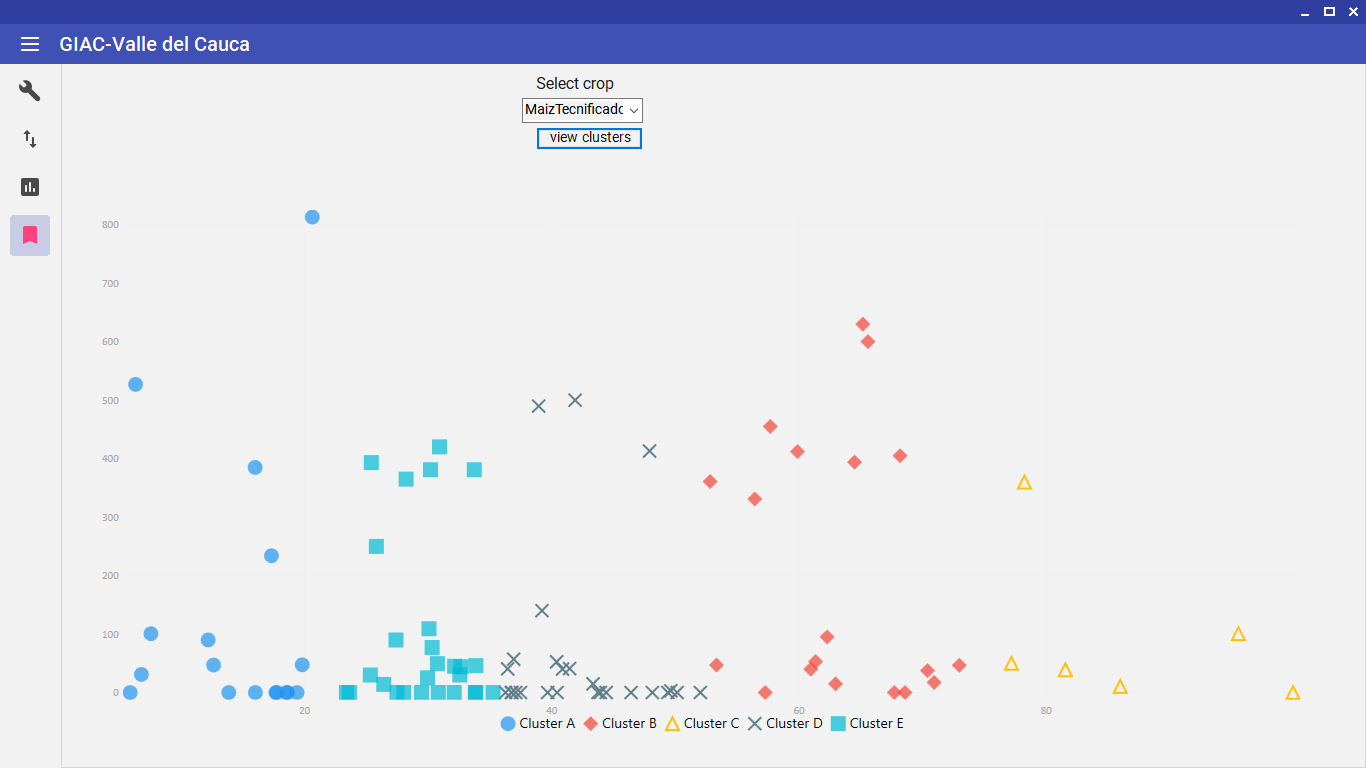 GIAC-Valle del Cauca
Select crop
MaizTecnificado
view clusters
800
700
600
500
400
300
200
100
0
20 40 60 80
Cluster A Cluster B Cluster C Cluster D Cluster E